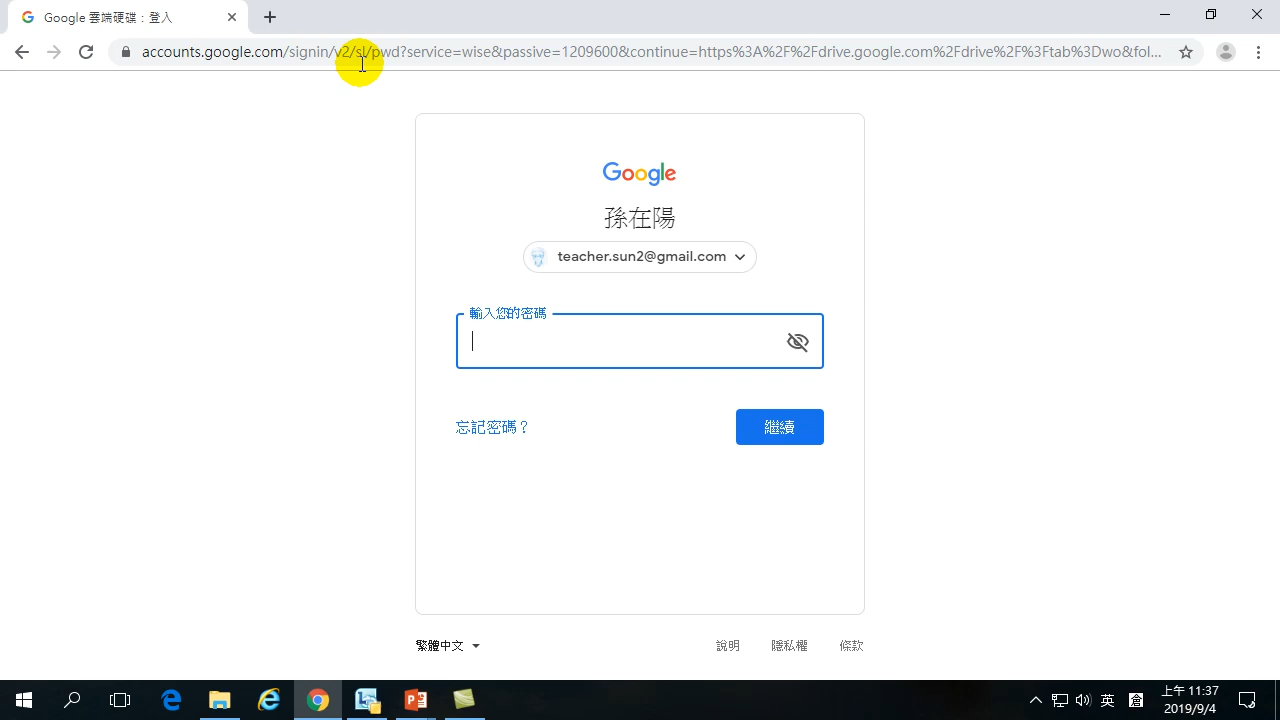 Google 雲端硬碟：登入
accounts.google.com/signin/v2/sl/pwd?service=wise&passive=1209600&continue=https%3A%2F%2Fdrive.google.com%2Fdrive%2F%3Ftab%3Dwo&fol...
Google
孫在陽
teacher.sun2@gmail.com
輸入您的密碼
忘記密碼？
繼續
繁體中文
說明
隱私權
條款
英
上午 11:37
2019/9/4